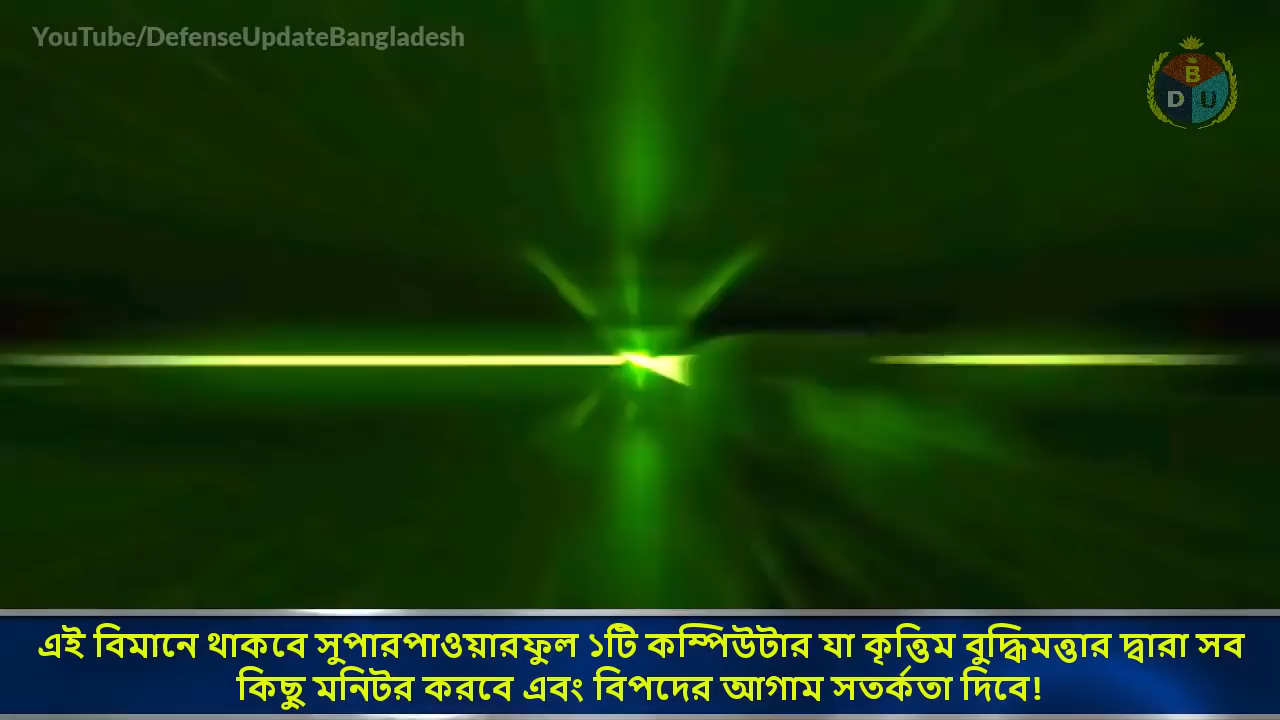 YouTube/DefenseUpdateBangladesh
B
D U
এই বিমানে থাকবে সুপারপাওয়ারফুল ১টি কম্পিউটার যা কৃত্তিম বুদ্ধিমত্তার দ্বারা সব
কিছু মনিটর করবে এবং বিপদের আগাম সতর্কতা দিবে!